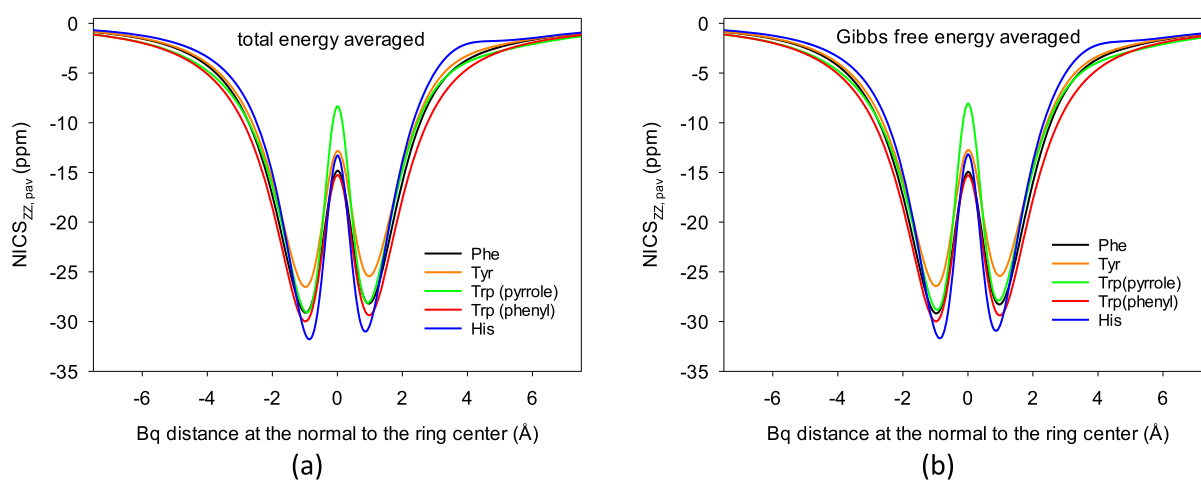 total energy averaged
0
-5
-10
-15
-20
-25
-30
-35
NICSZZ, pav (ppm)
Phe
Tyr
Trp (pyrrole)
Trp (phenyl)
His
-6 -4 -2 0 2 4 6
Bq distance at the normal to the ring center (Å)
(a)
Gibbs free energy averaged
0
-5
-10
-15
-20
-25
-30
-35
NICSZZ, pav (ppm)
Phe
Tyr
Trp(pyrrole)
Trp(phenyl)
His
-6 -4 -2 0 2 4 6
Bq distance at the normal to the ring center (Å)
(b)